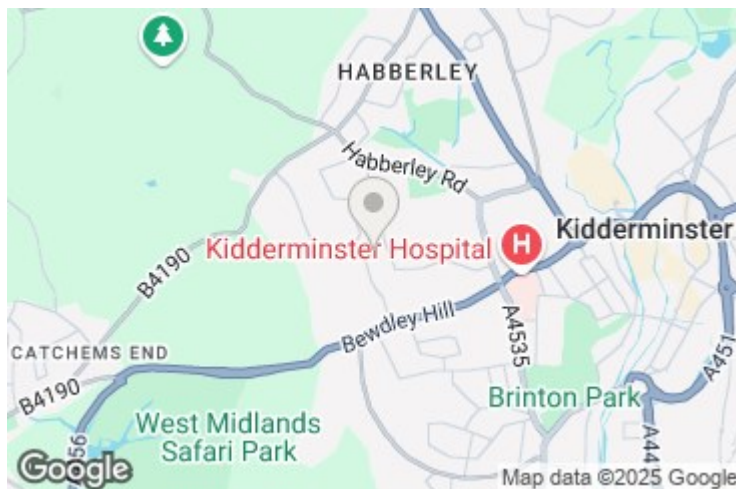 HABBERLEY
Habberley Rd
Kidderminster
Kidderminster Hospital
H
B4190
Bewdley Hill
A4535
A451
CATCHEMS END
B4190
Brinton Park
West Midlands
Safari Park
Google
Map data ©2025 Google